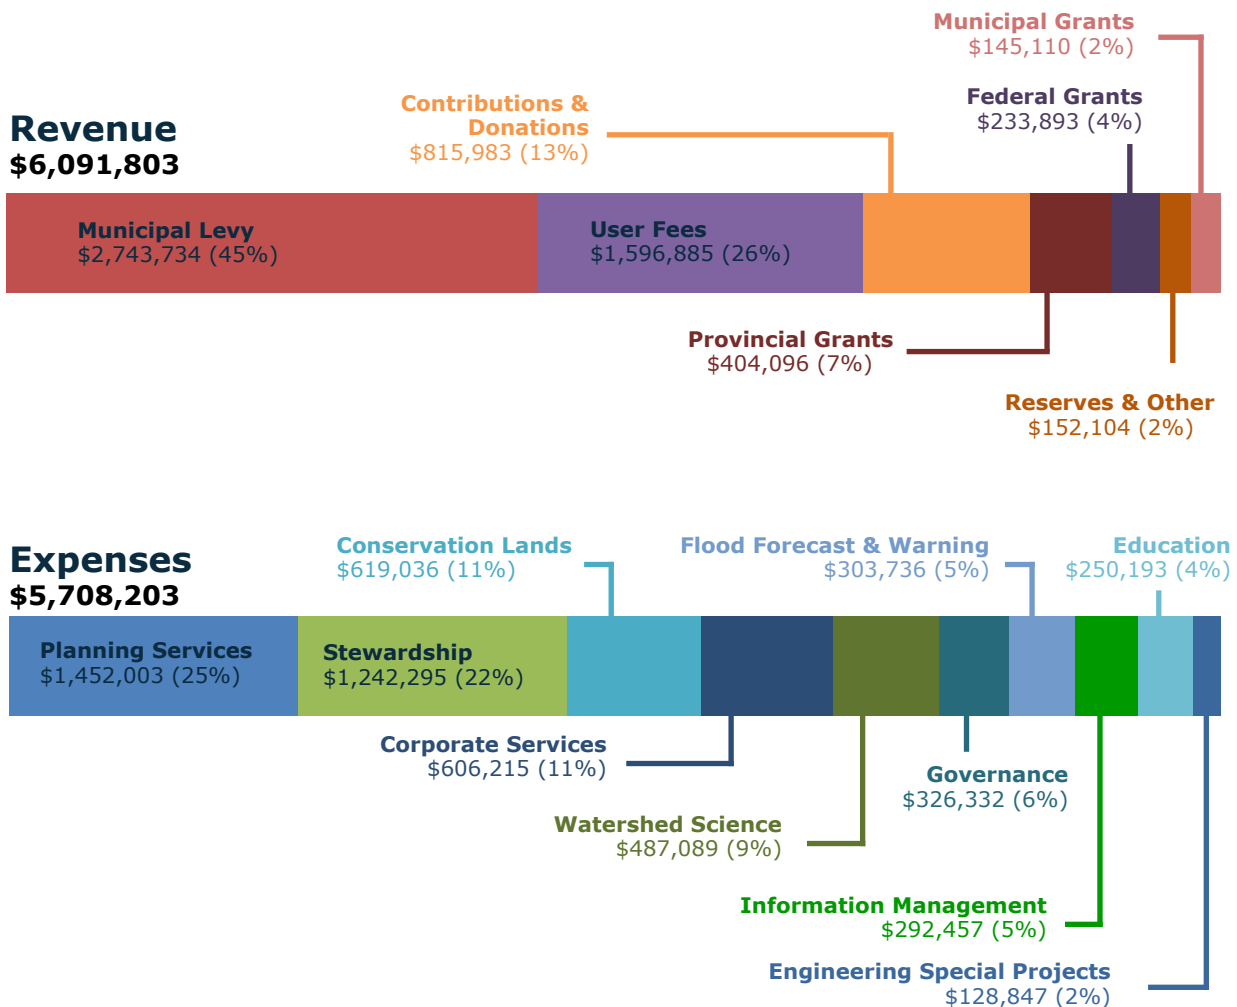 Municipal Grants
$145,110 (2%)
Federal Grants
$233,893 (4%)
Contributions &
Donations
$815,983 (13%)
Revenue
$6,091,803
Municipal Levy
$2,743,734 (45%)
User Fees
$1,596,885 (26%)
Provincial Grants
$404,096 (7%)
Reserves & Other
$152,104 (2%)
Expenses
$5,708,203
Conservation Lands
$619,036 (11%)
Flood Forecast & Warning
$303,736 (5%)
Education
$250,193 (4%)
Planning Services
$1,452,003 (25%)
Stewardship
$1,242,295 (22%)
Corporate Services
$606,215 (11%)
Governance
$326,332 (6%)
Watershed Science
$487,089 (9%)
Information Management
$292,457 (5%)
Engineering Special Projects
$128,847 (2%)